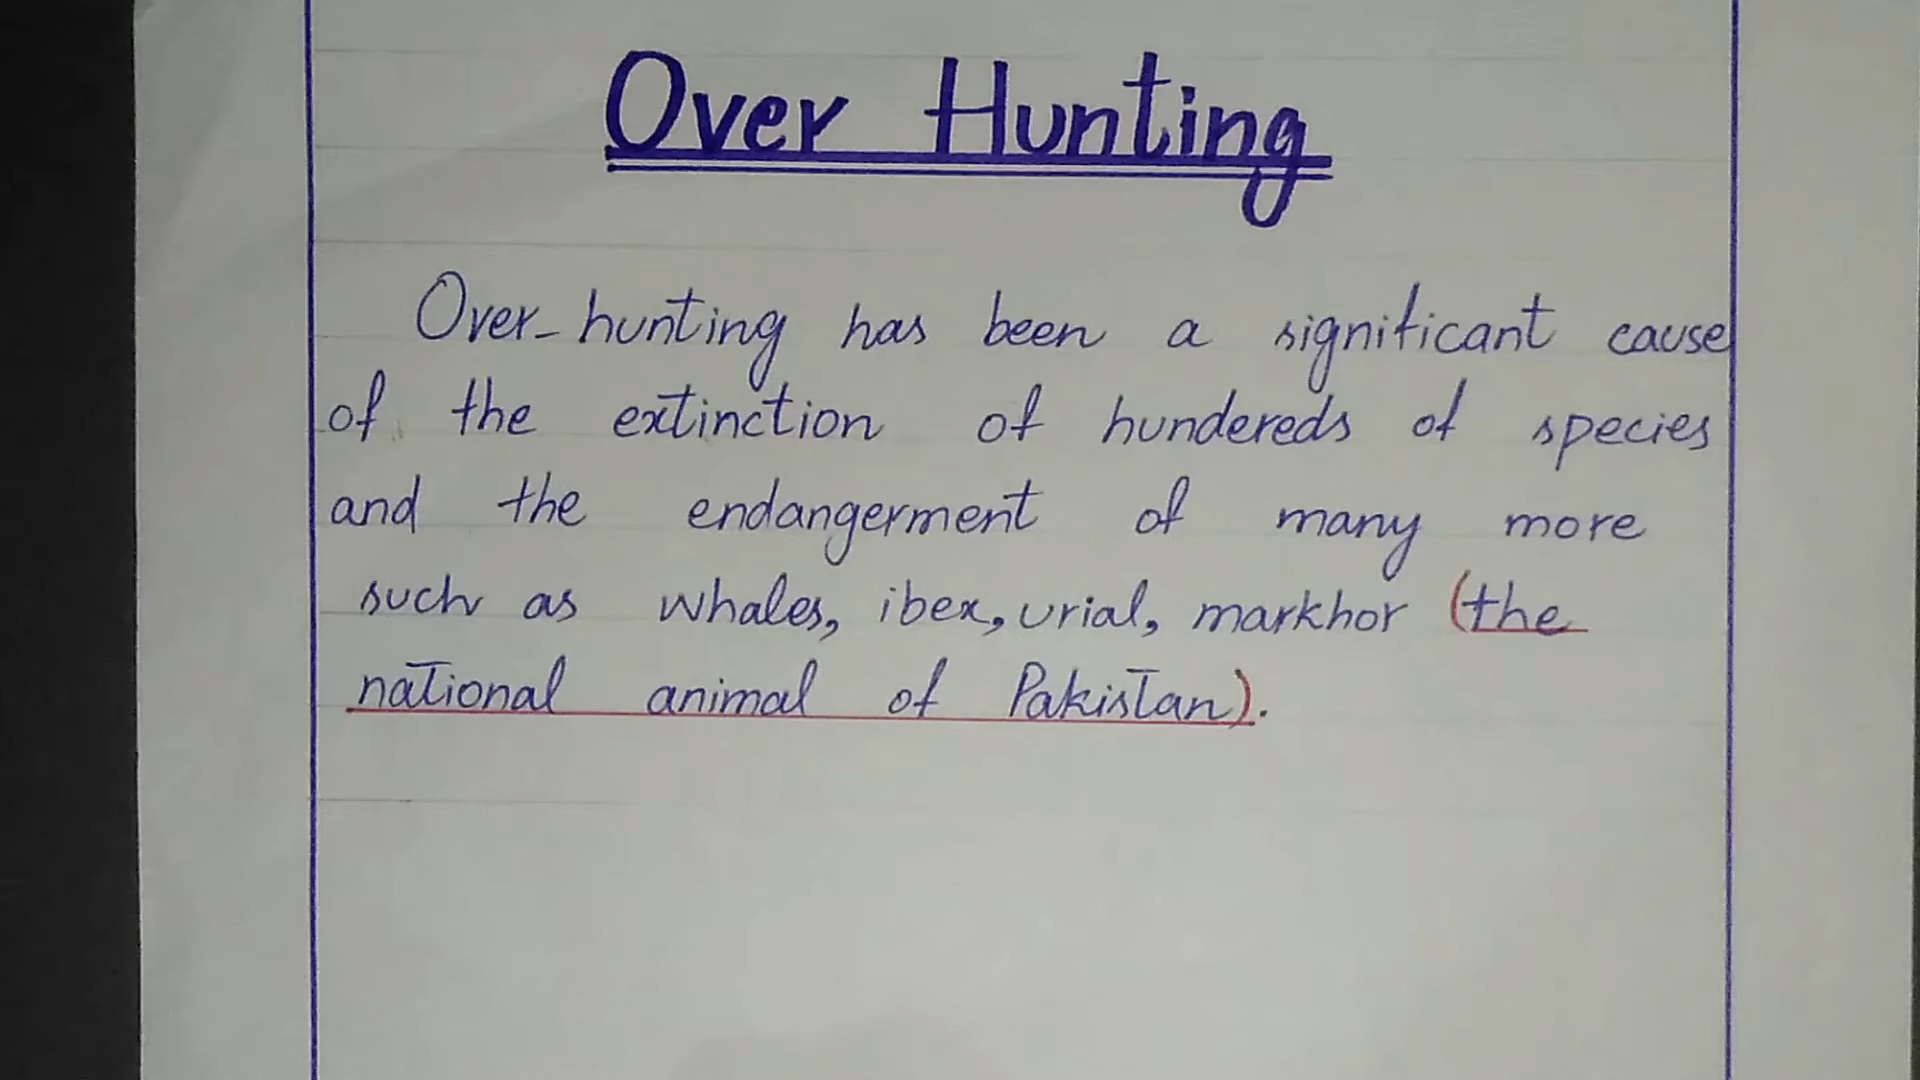 Over Hunting
Over-hunting has been a significant cause
of the extinction of hundereds of species
and the endangerment of many more
such as whales, ibex, urial, markhor (the
national animal of Pakistan).